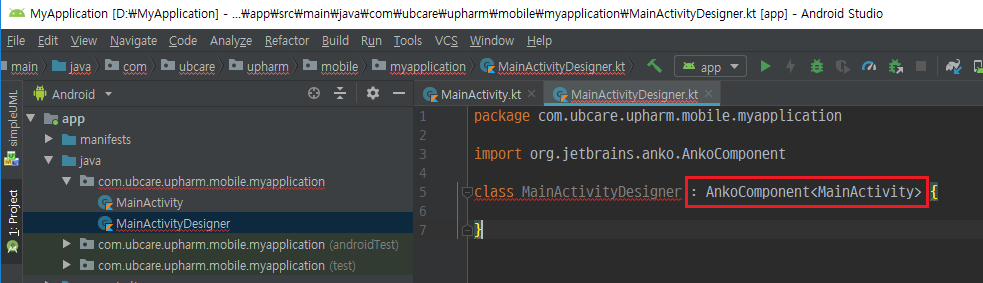 MyApplication [D:₩MyApplication] - ...₩app₩src₩main₩java₩com₩ubcare₩upharm₩mobile₩myapplication₩MainActivityDesigner.kt [app] - Android Studio
File Edit View Navigate Code Analyze Refactor Build Run Tools VCS Window Help
main java com ubcare upharm mobile myapplication MainActivityDesigner.kt app
Android
MainActivity.kt MainActivityDesigner.kt
simpleUML
1: Project
app
manifests
java
com.ubcare.upharm.mobile.myapplication
MainActivity
MainActivityDesigner
com.ubcare.upharm.mobile.myapplication (androidTest)
com.ubcare.upharm.mobile.myapplication (test)
1 package com.ubcare.upharm.mobile.myapplication
2
3 import org.jetbrains.anko.AnkoComponent
4
5 class MainActivityDesigner : AnkoComponent<MainActivity> {
6
7 }